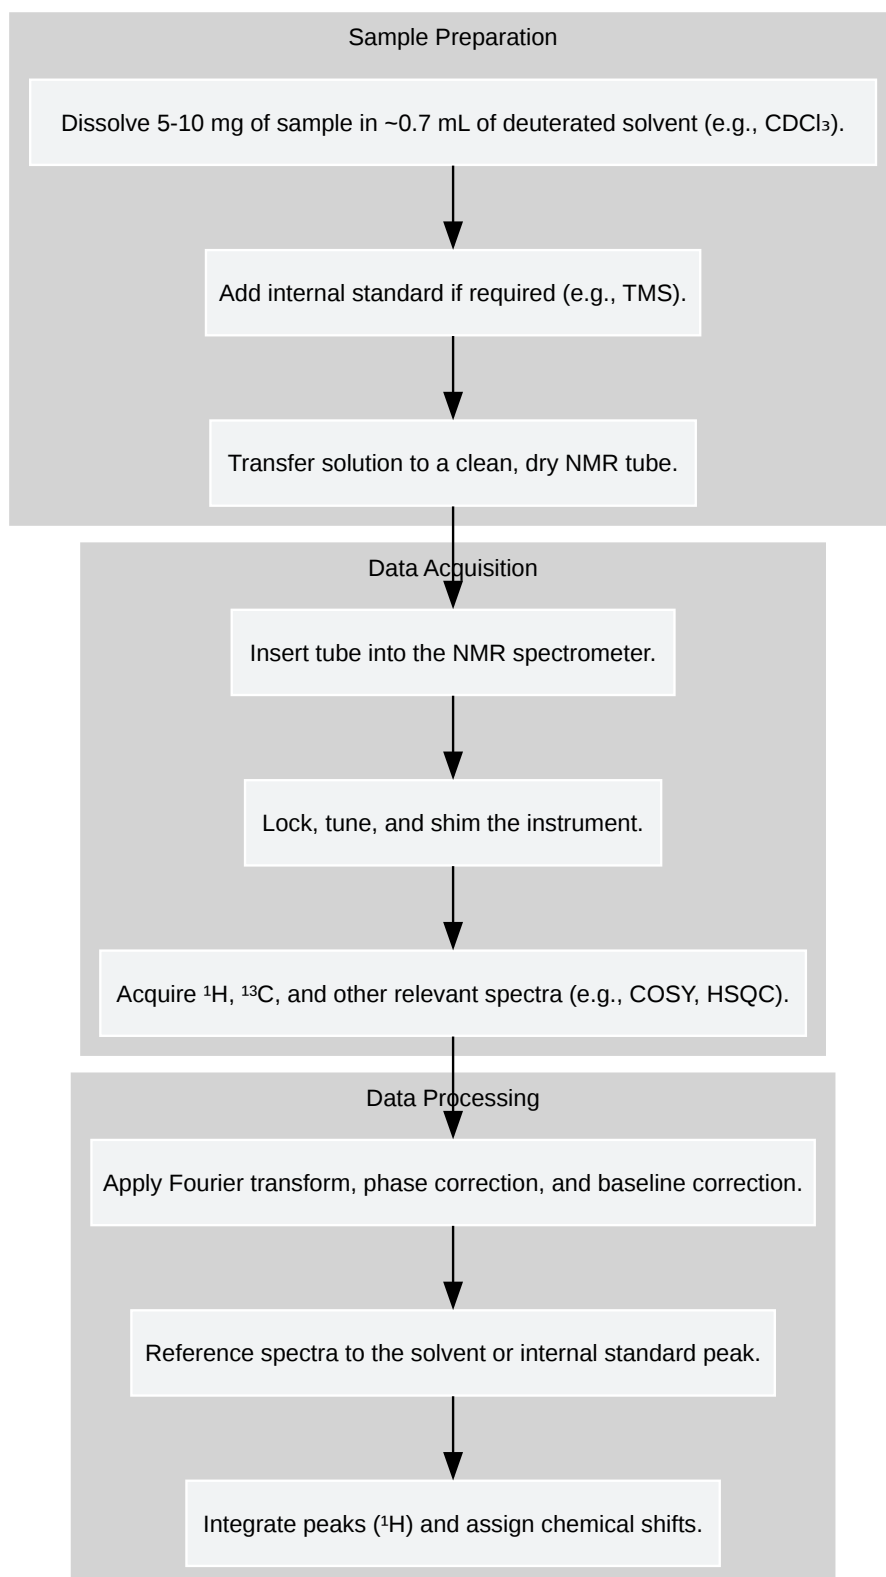 Sample Preparation
Dissolve 5-10 mg of sample in ~0.7 mL of deuterated solvent (e.g., CDCl₃).
Add internal standard if required (e.g., TMS).
Transfer solution to a clean, dry NMR tube.
Data Acquisition
Insert tube into the NMR spectrometer.
Lock, tune, and shim the instrument.
Acquire ¹H, ¹³C, and other relevant spectra (e.g., COSY, HSQC).
Data Processing
Apply Fourier transform, phase correction, and baseline correction.
Reference spectra to the solvent or internal standard peak.
Integrate peaks (¹H) and assign chemical shifts.